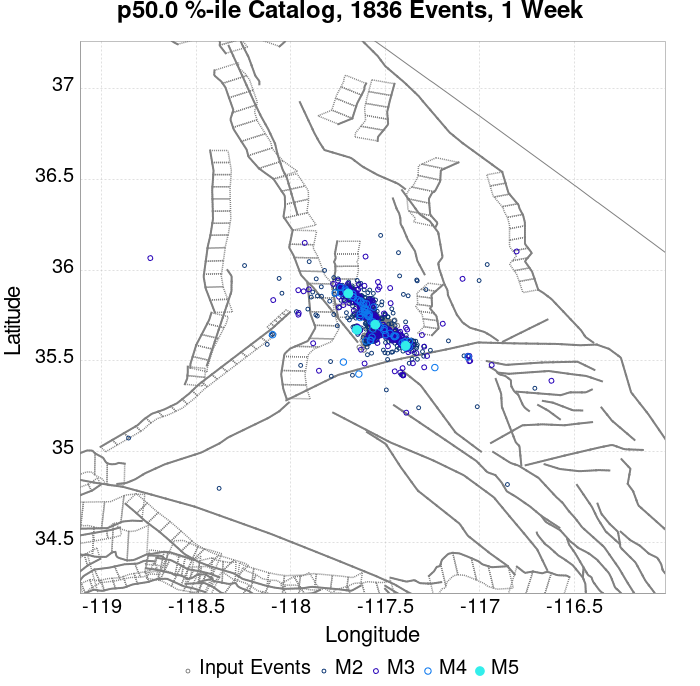 p50.0 %-ile Catalog, 1836 Events, 1 Week
37
36.5
36
35.5
35
34.5
Latitude
-119 -118.5 -118 -117.5 -117 -116.5
Longitude
Input Events M2 M3 M4 M5